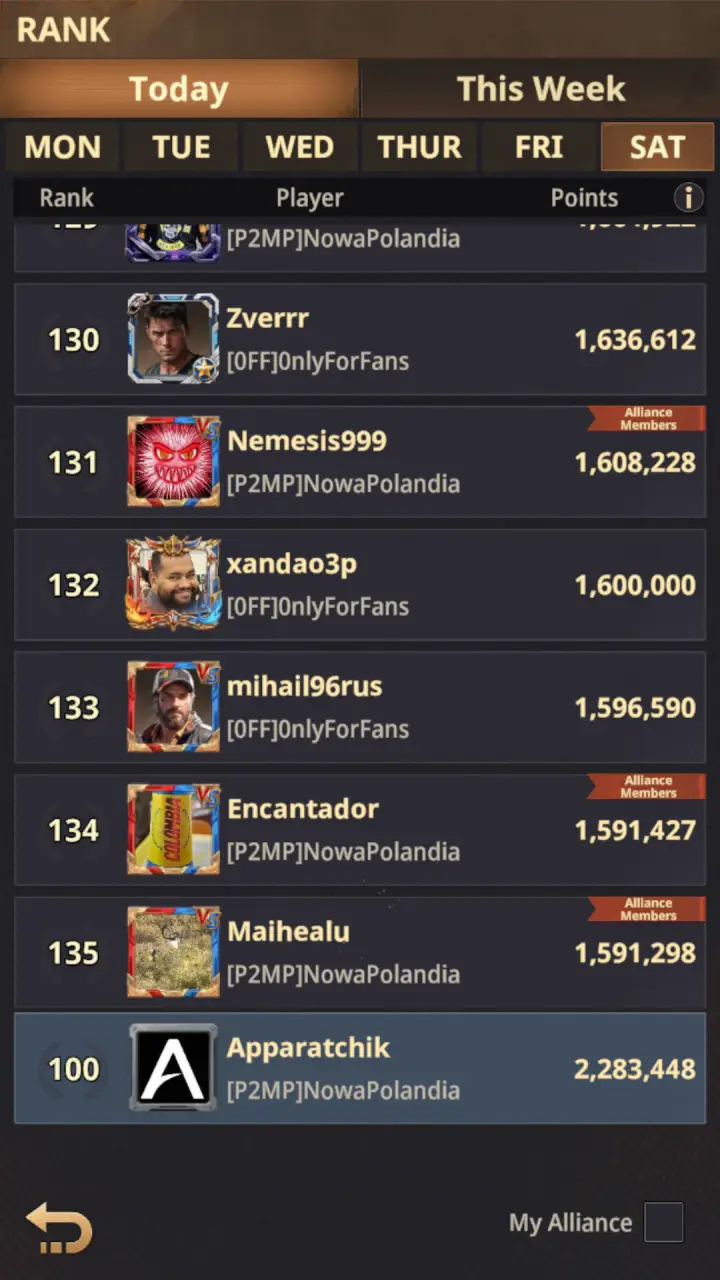 RANK
Today
This Week
MON
TUE
WED
THUR
FRI
SAT
Rank
Player
Points
[P2MP]NowaPolandia
130
Zverrr
[0FF]0nlyForFans
1,636,612
Alliance
Members
131
Nemesis999
[P2MP]NowaPolandia
1,608,228
132
xandao3p
[0FF]0nlyForFans
1,600,000
133
mihail96rus
[0FF]0nlyForFans
1,596,590
Alliance
Members
134
COLOMBIA
Encantador
[P2MP]NowaPolandia
1,591,427
Alliance
Members
135
Maihealu
[P2MP]NowaPolandia
1,591,298
100
Apparatchik
[P2MP]NowaPolandia
2,283,448
My Alliance